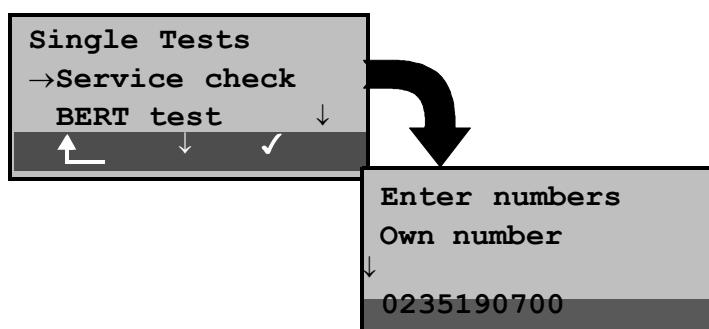 Single Tests
→Service check
BERT test ↓
↓ ✓
Enter numbers
Own number
↓
0235190700